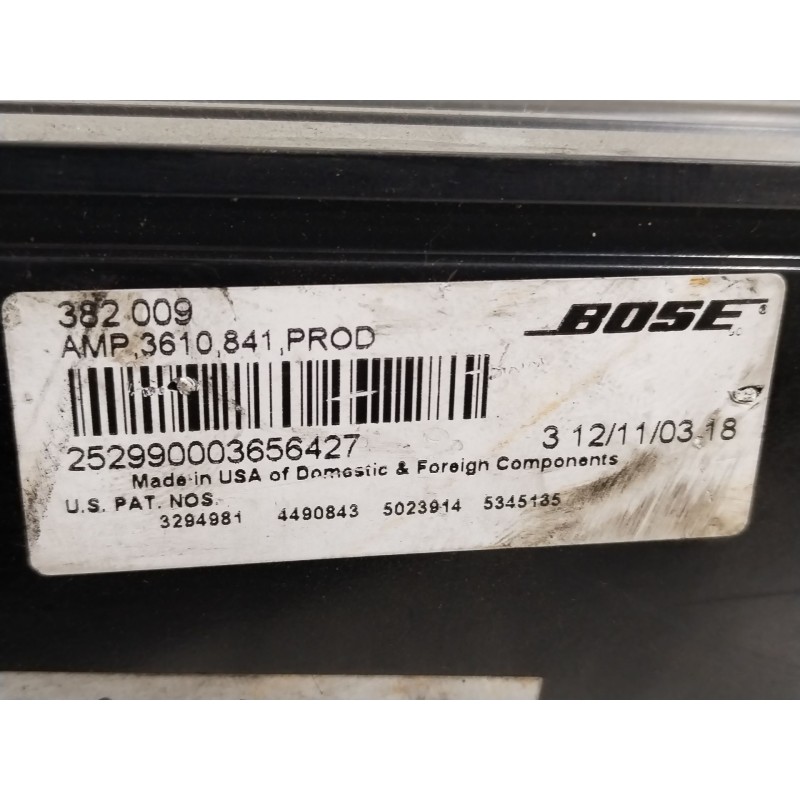 382 009
BOSE®
AMP,3610,841,PROD
252990003656427
3 12/11/03 18
Made in USA of Domestic & Foreign Components
U.S. PAT. NOS.
3294981 4490843 5023914 5345135